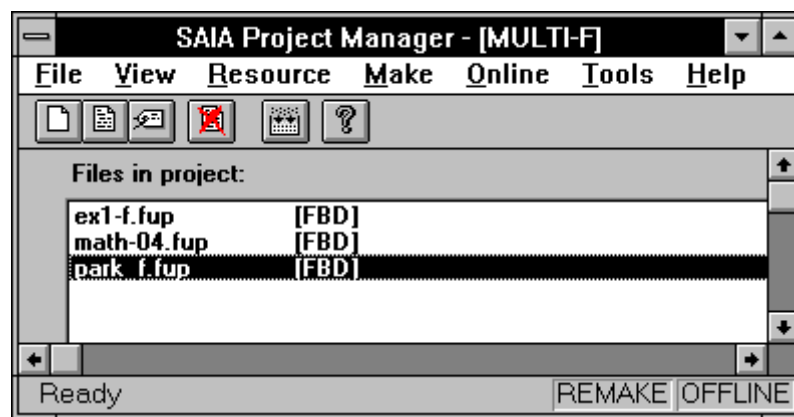 SAIA Project Manager - [MULTI-F]
File View Resource Make Online Tools Help
Files in project:
ex1-f.fup [FBD]
math-04.fup [FBD]
park_f.fup [FBD]
Ready REMAKE OFFLINE